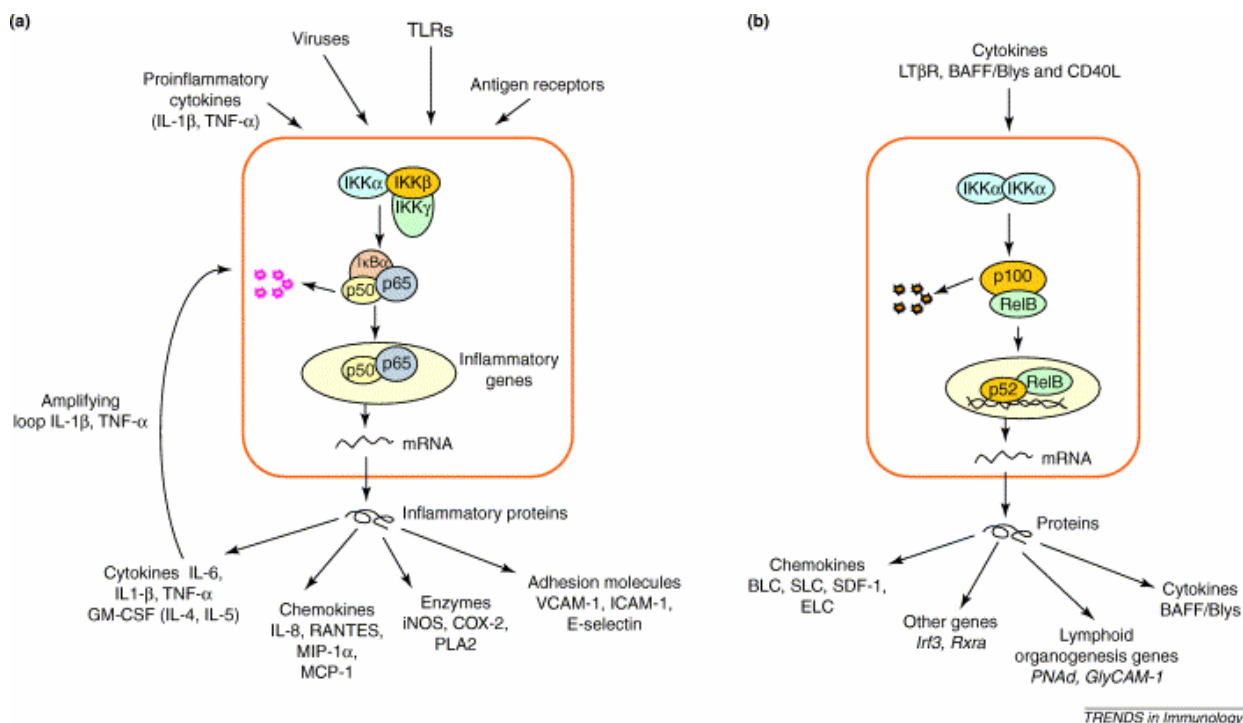 (a)
Viruses
TLRs
Proinflammatory
cytokines
(IL-1β, TNF-α)
Antigen receptors
IKKα
IKKβ
IKKγ
IκBα
p50
p65
p50
p65
Inflammatory
genes
Amplifying
loop IL-1β, TNF-α
mRNA
Inflammatory proteins
Cytokines IL-6,
IL1-β, TNF-α
GM-CSF (IL-4, IL-5)
Chemokines
IL-8, RANTES,
MIP-1α,
MCP-1
Enzymes
iNOS, COX-2,
PLA2
Adhesion molecules
VCAM-1, ICAM-1,
E-selectin
(b)
Cytokines
LTβR, BAFF/Blys and CD40L
IKKα
IKKα
p100
RelB
p52
RelB
mRNA
Proteins
Chemokines
BLC, SLC, SDF-1,
ELC
Other genes
Irf3, Rxra
Lymphoid
organogenesis genes
PNAd, GlyCAM-1
Cytokines
BAFF/Blys
TRENDS in Immunology